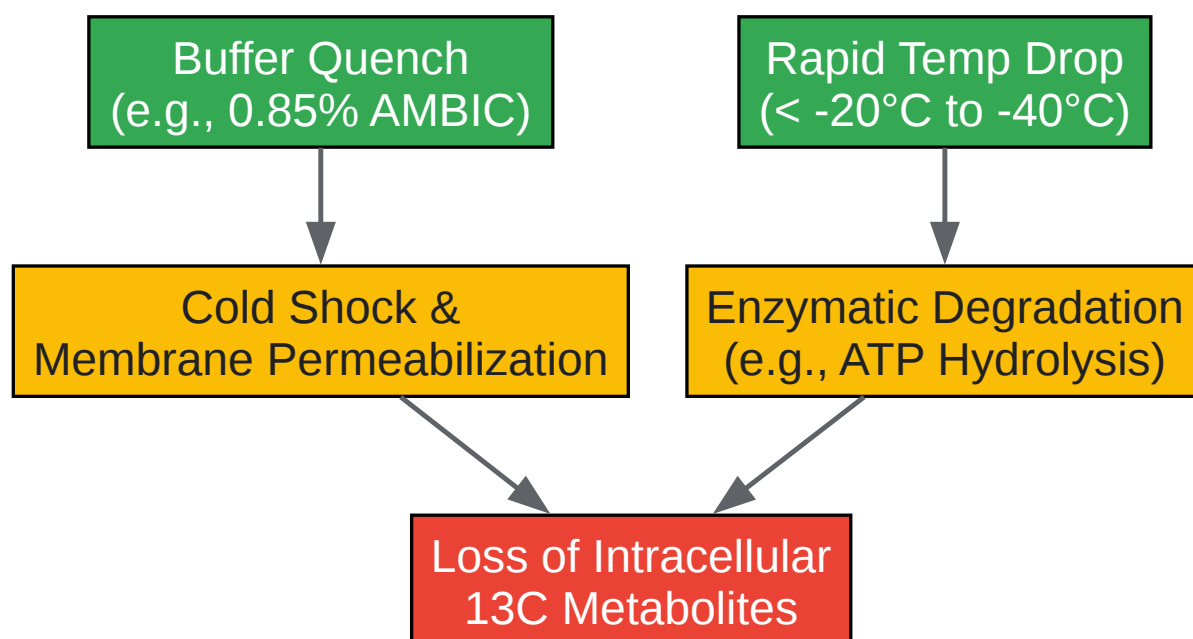 Buffer Quench
(e.g., 0.85% AMBIC)
Rapid Temp Drop
(< -20°C to -40°C)
Cold Shock &
Membrane Permeabilization
Enzymatic Degradation
(e.g., ATP Hydrolysis)
Loss of Intracellular
13C Metabolites